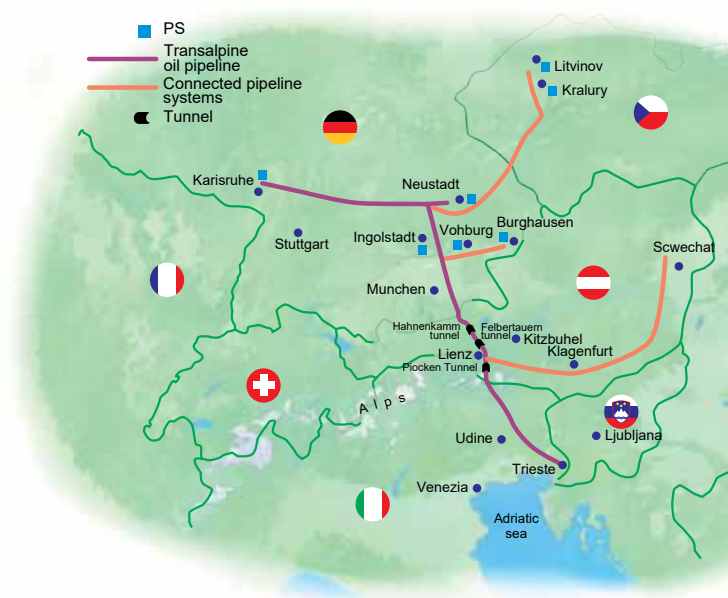 PS
Transalpine
oil pipeline
Connected pipeline
systems
Tunnel
Litvinov
Kralury
Karisruhe
Neustadt
Stuttgart
Ingolstadt
Vohburg
Burghausen
Scwechat
Munchen
Hahnenkamm
tunnel
Felbertauern
tunnel
Kitzbuhel
Lienz
Klagenfurt
Piocken Tunnel
Alps
Udine
Ljubljana
Trieste
Venezia
Adriatic
sea